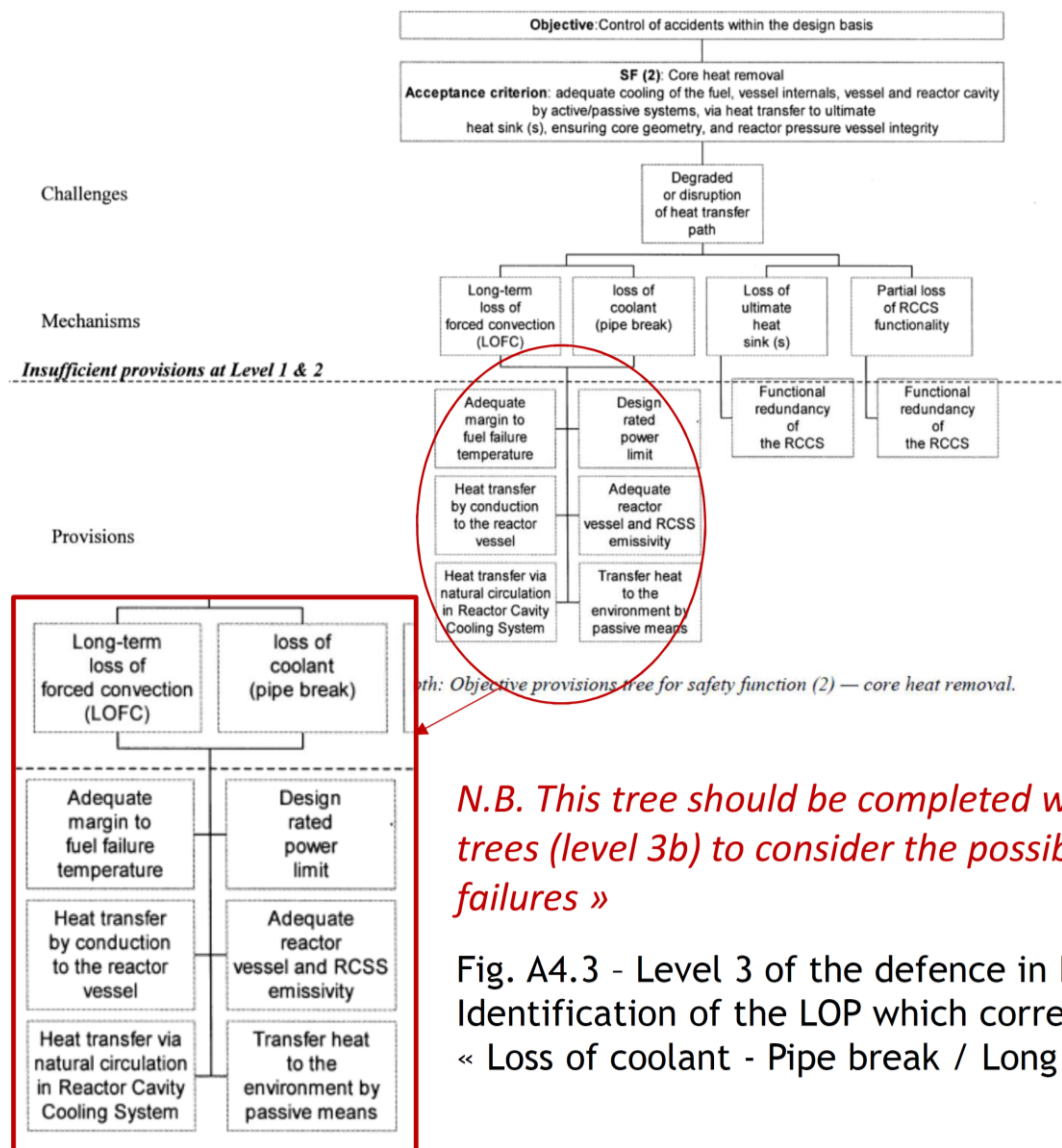 Objective:Control of accidents within the design basis
SF (2): Core heat removal
Acceptance criterion: adequate cooling of the fuel, vessel internals, vessel and reactor cavity
by active/passive systems, via heat transfer to ultimate
heat sink (s), ensuring core geometry, and reactor pressure vessel integrity
Challenges
Degraded
or disruption
of heat transfer
path
Mechanisms
Long-term
loss of
forced convection
(LOFC)
loss of
coolant
(pipe break)
Loss of
ultimate
heat
sink (s)
Partial loss
of RCCS
functionality
Insufficient provisions at Level 1 & 2
Adequate
margin to
fuel failure
temperature
Design
rated
power
limit
Functional
redundancy
of
the RCCS
Functional
redundancy
of
the RCCS
Provisions
Heat transfer
by conduction
to the reactor
vessel
Adequate
reactor
vessel and RCSS
emissivity
Heat transfer via
natural circulation
in Reactor Cavity
Cooling System
Transfer heat
to the
environment by
passive means
pth: Objective provisions tree for safety function (2) — core heat removal.
Long-term
loss of
forced convection
(LOFC)
loss of
coolant
(pipe break)
Adequate
margin to
fuel failure
temperature
Design
rated
power
limit
Heat transfer
by conduction
to the reactor
vessel
Adequate
reactor
vessel and RCSS
emissivity
Heat transfer via
natural circulation
in Reactor Cavity
Cooling System
Transfer heat
to the
environment by
passive means
N.B. This tree should be completed w
trees (level 3b) to consider the possib
failures »
Fig. A4.3 - Level 3 of the defence in
Identification of the LOP which corre
« Loss of coolant - Pipe break / Long